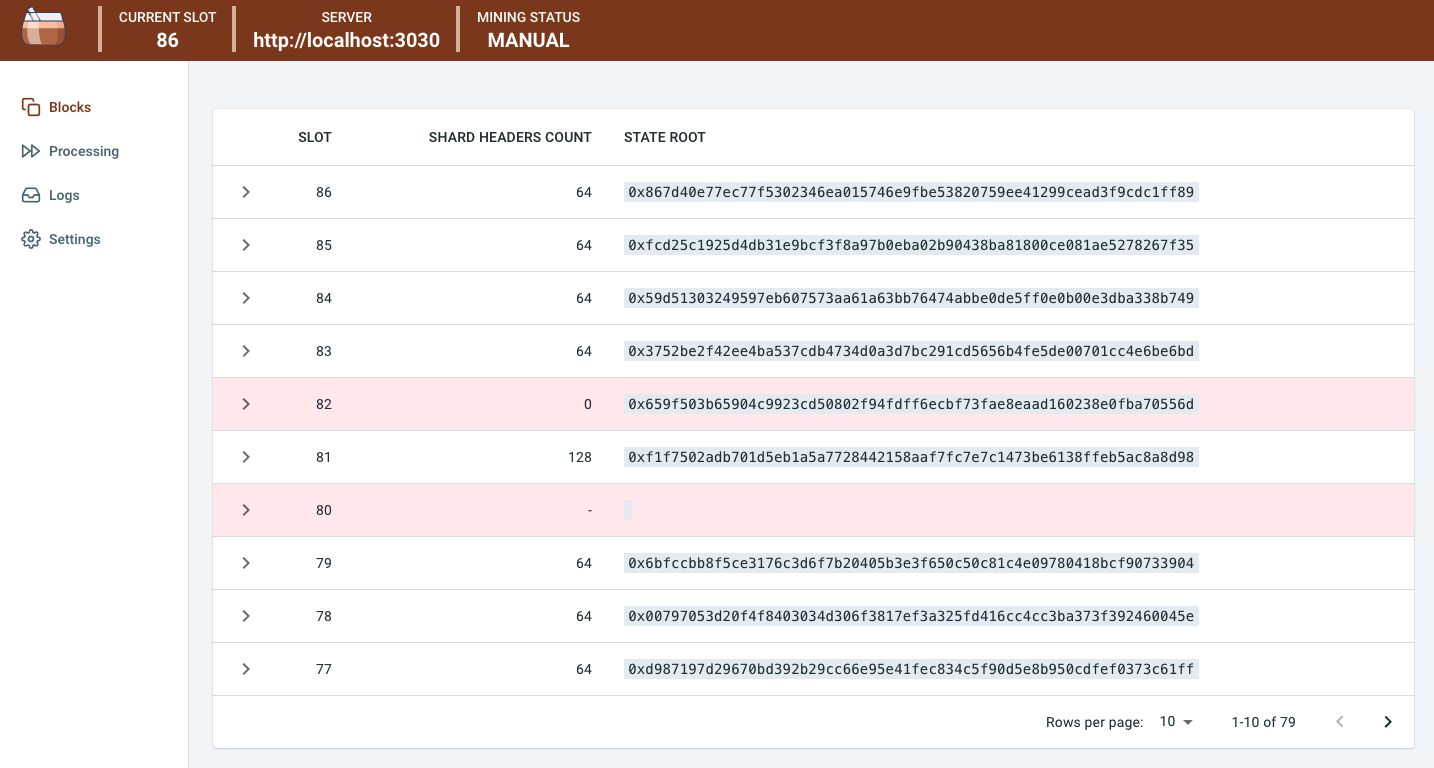 CURRENT SLOT
86
SERVER
http://localhost:3030
MINING STATUS
MANUAL
Blocks
Processing
Logs
Settings
SLOT SHARD HEADERS COUNT STATE ROOT
86 64 0x867d40e77ec77f5302346ea015746e9fbe53820759ee41299cead3f9cdc1ff89
85 64 0xfcd25c1925d4db31e9bcf3f8a97b0eba02b90438ba81800ce081ae5278267f35
84 64 0x59d51303249597eb607573aa61a63bb76474abbe0de5ff0e0b00e3dba338b749
83 64 0x3752be2f42ee4ba537cdb4734d0a3d7bc291cd5656b4fe5de00701cc4e6be6bd
82 0 0x659f503b65904c9923cd50802f94fdff6ecbf73fae8eaad160238e0fba70556d
81 128 0xf1f7502adb701d5eb1a5a7728442158aaf7fc7e7c1473be6138ffeb5ac8a8d98
80 -
79 64 0x6bfccbb8f5ce3176c3d6f7b20405b3e3f650c50c81c4e09780418bcf90733904
78 64 0x00797053d20f4f8403034d306f3817ef3a325fd416cc4cc3ba373f392460045e
77 64 0xd987197d29670bd392b29cc66e95e41fec834c5f90d5e8b950cdfef0373c61ff
Rows per page: 10 1-10 of 79